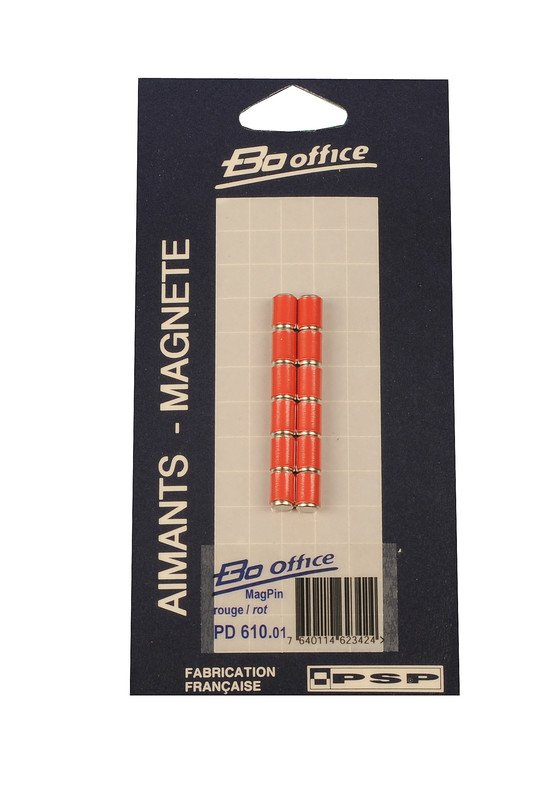 Bo office
AIMANTS - MAGNETE
Bo office
MagPin
rouge / rot
PD 610.01
7 640114 623424 >
FABRICATION
FRANÇAISE
PSP